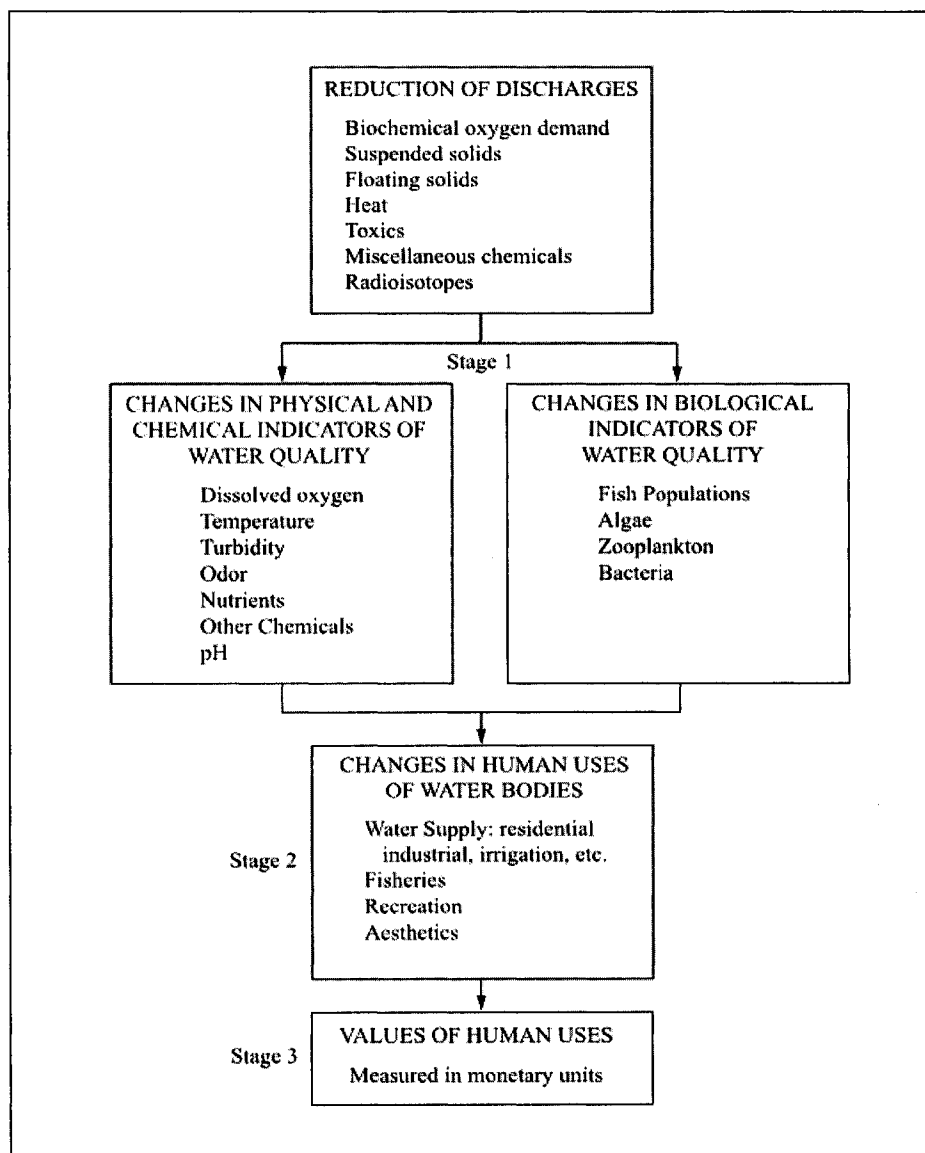 REDUCTION OF DISCHARGES
Biochemical oxygen demand
Suspended solids
Floating solids
Heat
Toxics
Miscellaneous chemicals
Radioisotopes
Stage 1
CHANGES IN PHYSICAL AND
CHEMICAL INDICATORS OF
WATER QUALITY
Dissolved oxygen
Temperature
Turbidity
Odor
Nutrients
Other Chemicals
pH
CHANGES IN BIOLOGICAL
INDICATORS OF
WATER QUALITY
Fish Populations
Algae
Zooplankton
Bacteria
Stage 2
CHANGES IN HUMAN USES
OF WATER BODIES
Water Supply: residential
industrial, irrigation, etc.
Fisheries
Recreation
Aesthetics
Stage 3
VALUES OF HUMAN USES
Measured in monetary units